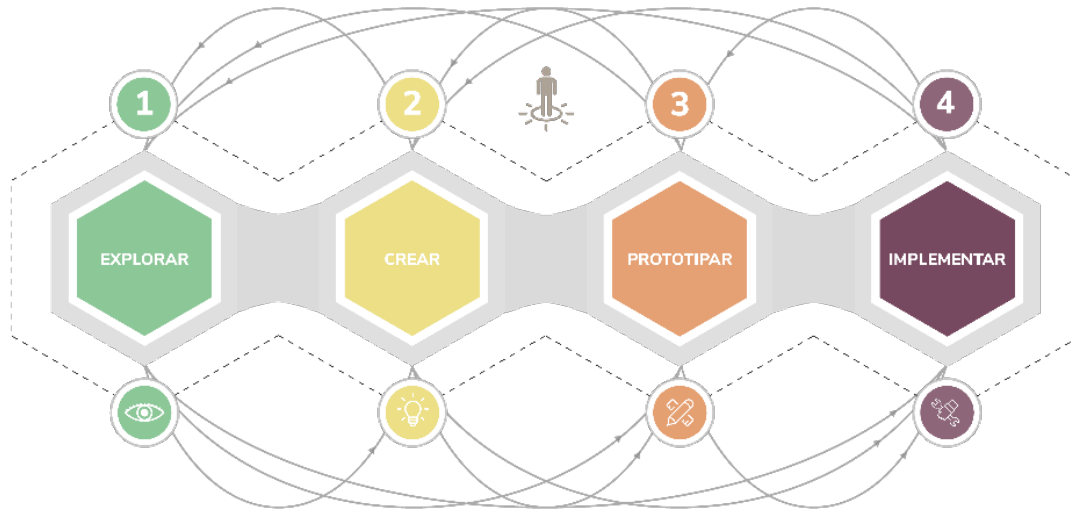 1
2
3
4
EXPLORAR
CREAR
PROTOTIPAR
IMPLEMENTAR